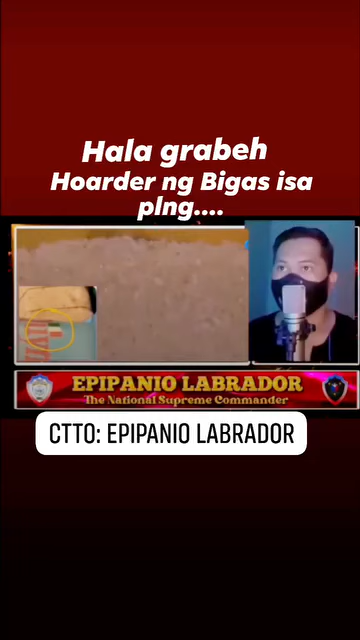 Hala grabeh
Hoarder ng Bigas isa
plng....
EPIPANIO LABRADOR
The National Supreme Commander
CTTO: EPIPANIO LABRADOR